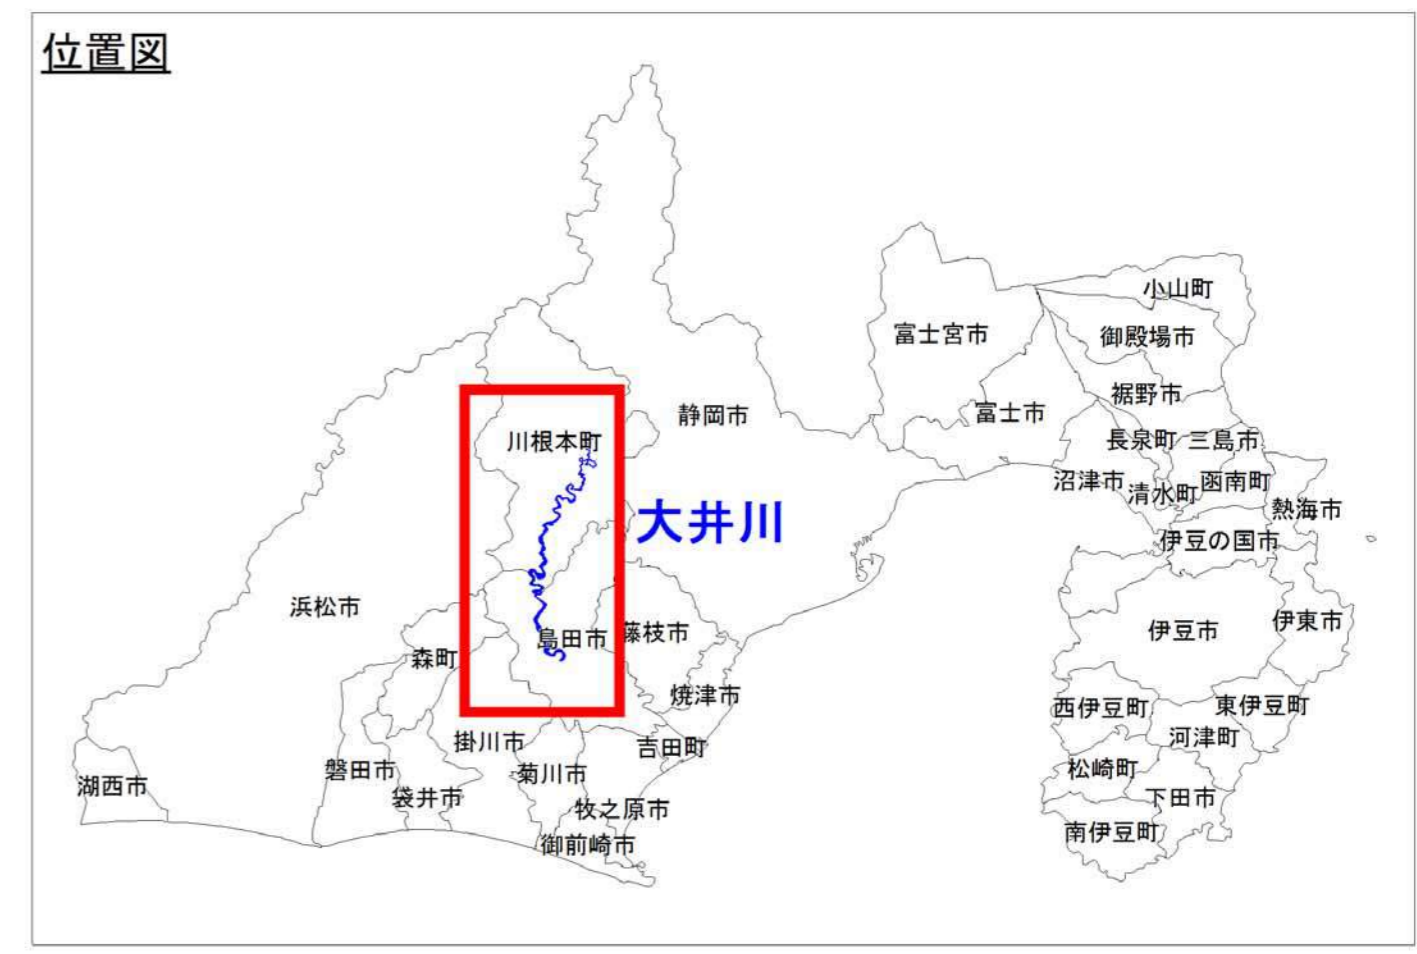 位置図
小山町
富士宮市
御殿場市
裾野市
静岡市
富士市
川根本町
長泉町
三島市
沼津市
函南町
清水町
熱海市
大井川
伊豆の国市
浜松市
伊東市
伊豆市
藤枝市
島田市
森町
焼津市
西伊豆町
東伊豆町
河津町
掛川市
吉田町
松崎町
磐田市
菊川市
湖西市
袋井市
下田市
牧之原市
南伊豆町
御前崎市